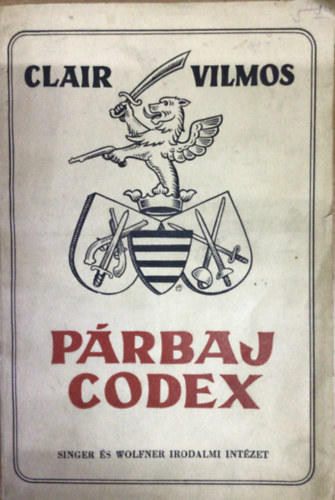 CLAIR VILMOS
PÁRBAJ
CODEX
SINGER ÉS WOLFNER IRODALMI INTÉZET